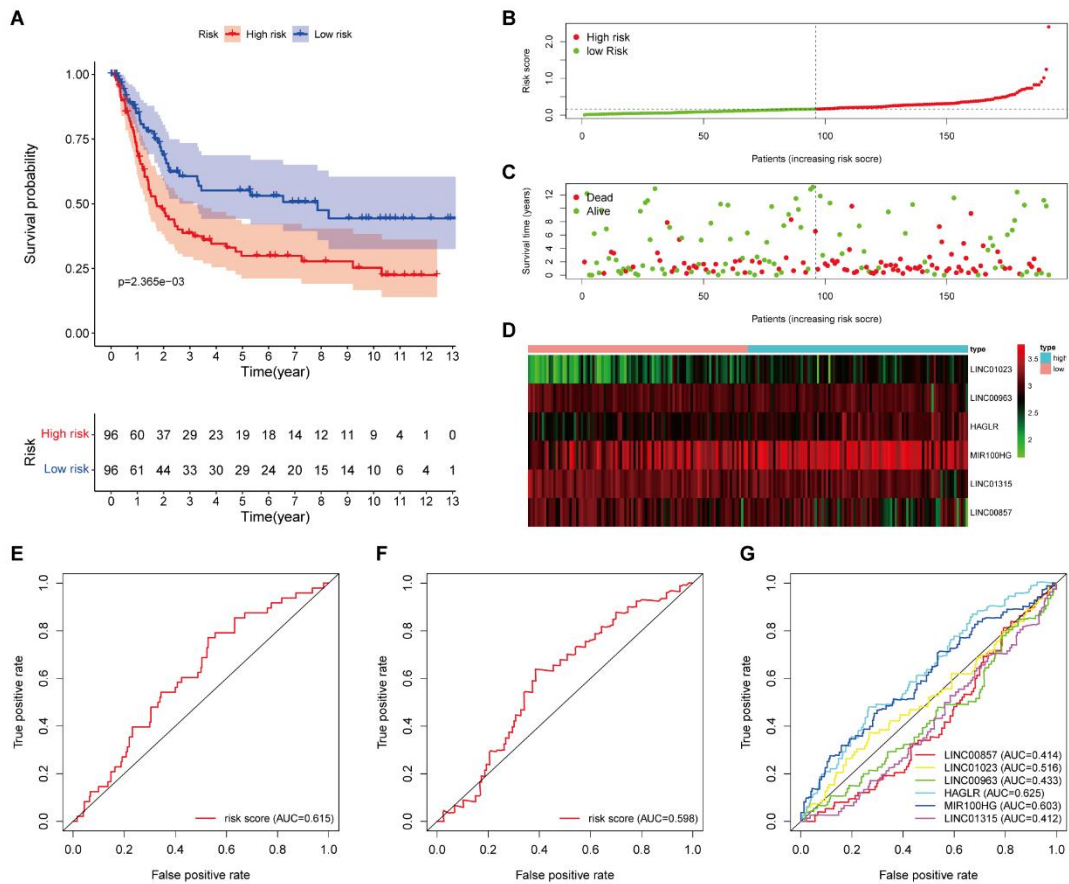 A
Risk High risk Low risk
Survival probability
1.00
0.75
0.50
0.25
0.00
p=2.365e−03
0 1 2 3 4 5 6 7 8 9 10 11 12 13
Time(year)
Risk
High risk 96 60 37 29 23 19 18 14 12 11 9 4 1 0
Low risk 96 61 44 33 30 29 24 20 15 14 10 6 4 1
0 1 2 3 4 5 6 7 8 9 10 11 12 13
Time(year)
B
Risk score
2.0
1.0
0.0
High risk
low Risk
0 50 100 150
Patients (increasing risk socre)
C
Survival time (years)
12
8
6
4
2
0
Dead
Alive
0 50 100 150
Patients (increasing risk socre)
D
type
LINC01023
LINC00963
HAGLR
MIR100HG
LINC01315
LINC00857
3.5
3
2.5
2
type
high
low
E
True positive rate
1.0
0.8
0.6
0.4
0.2
0.0
risk score (AUC=0.615)
0.0 0.2 0.4 0.6 0.8 1.0
False positive rate
F
True positive rate
1.0
0.8
0.6
0.4
0.2
0.0
risk score (AUC=0.598)
0.0 0.2 0.4 0.6 0.8 1.0
False positive rate
G
True positive rate
1.0
0.8
0.6
0.4
0.2
0.0
LINC00857 (AUC=0.414)
LINC01023 (AUC=0.516)
LINC00963 (AUC=0.433)
HAGLR (AUC=0.625)
MIR100HG (AUC=0.603)
LINC01315 (AUC=0.412)
0.0 0.2 0.4 0.6 0.8 1.0
False positive rate